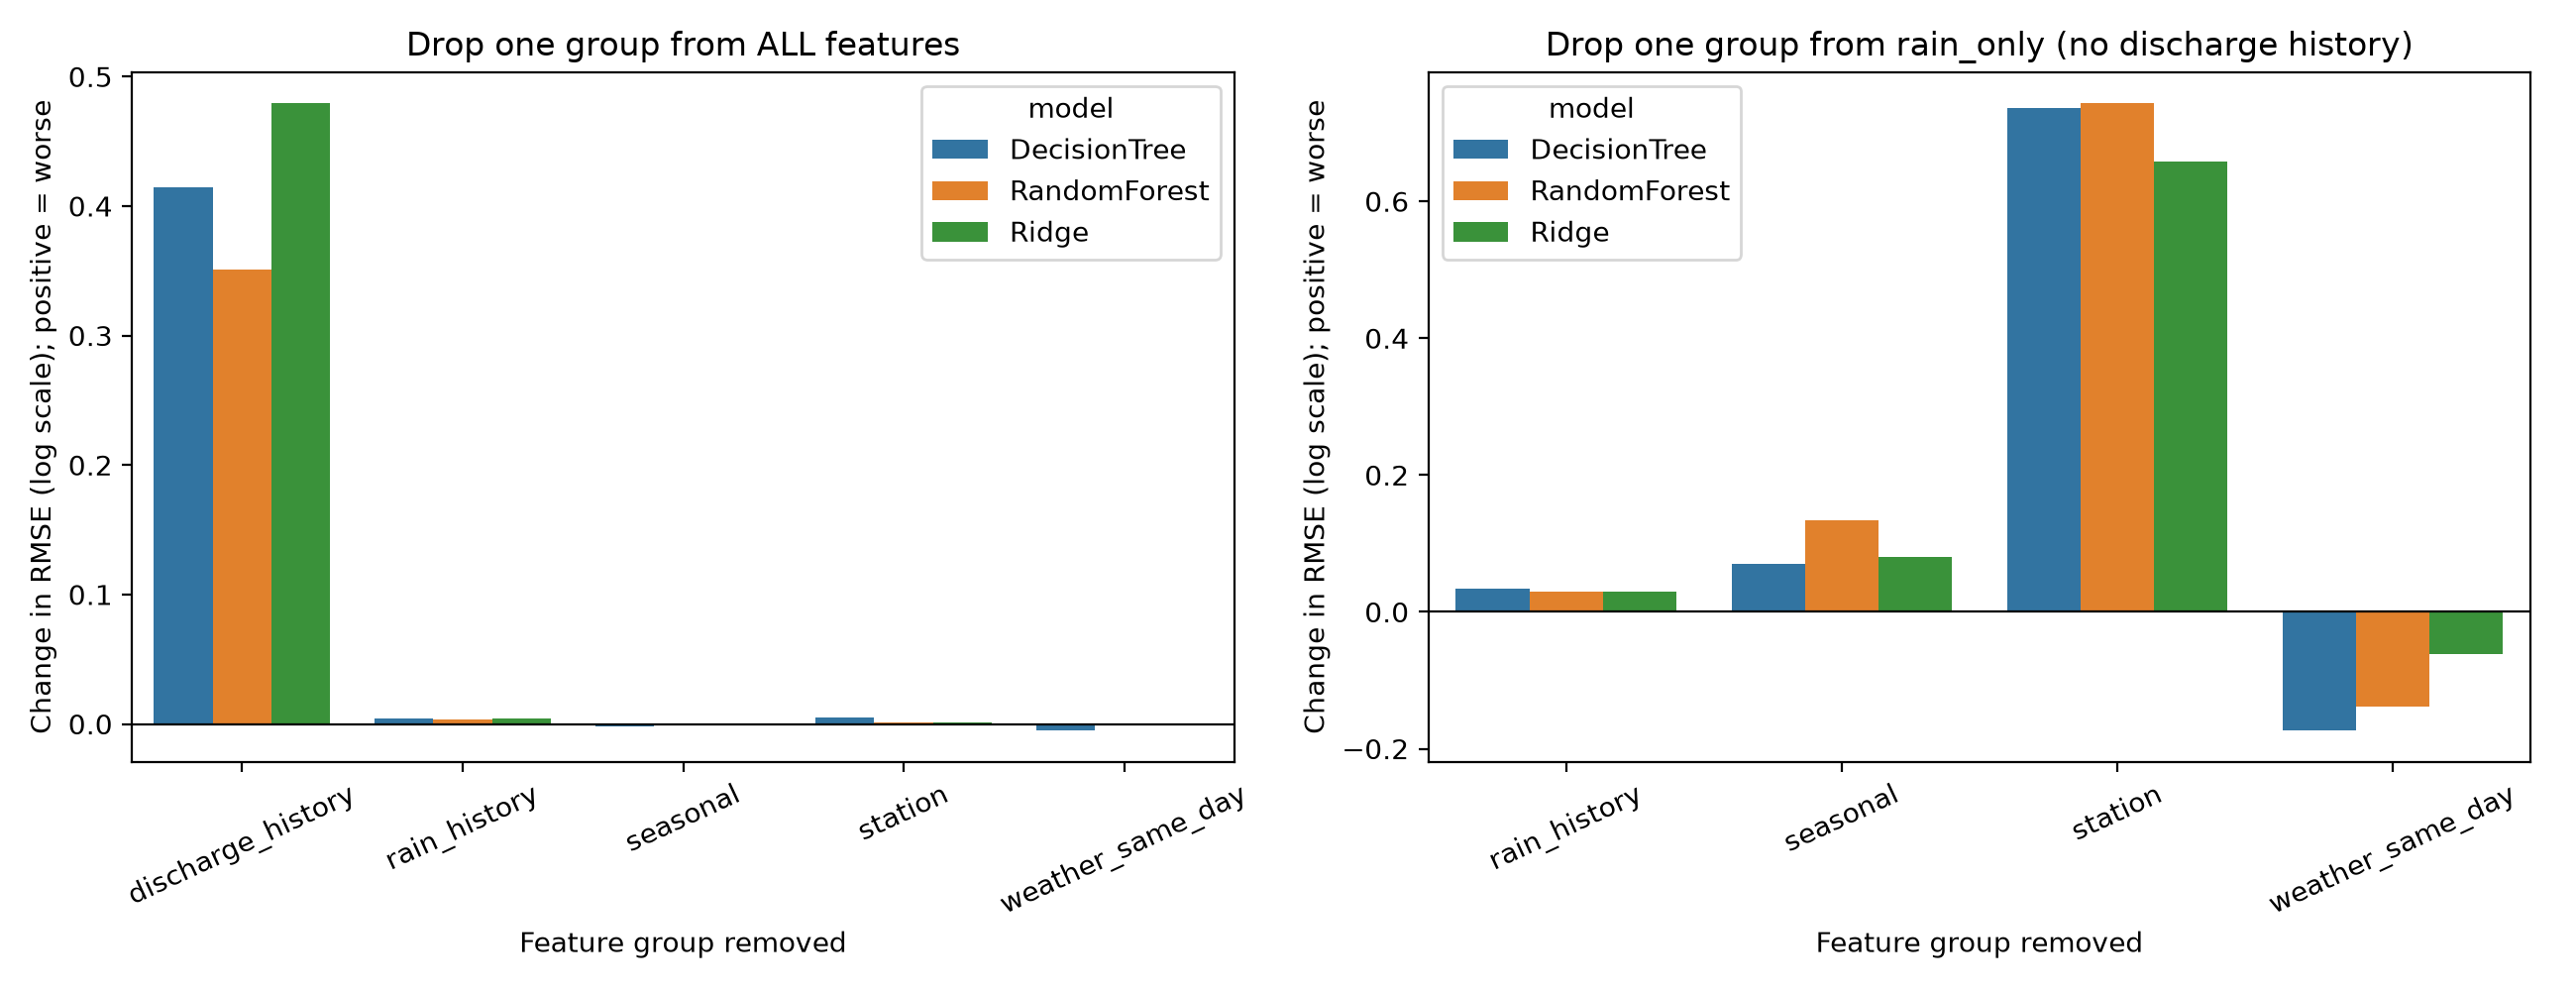 Drop one group from ALL features
Change in RMSE (log scale); positive = worse
0.5
0.4
0.3
0.2
0.1
0.0
model
DecisionTree
RandomForest
Ridge
discharge_history
rain_history
seasonal
station
weather_same_day
Feature group removed
Drop one group from rain_only (no discharge history)
Change in RMSE (log scale); positive = worse
0.6
0.4
0.2
0.0
−0.2
model
DecisionTree
RandomForest
Ridge
rain_history
seasonal
station
weather_same_day
Feature group removed